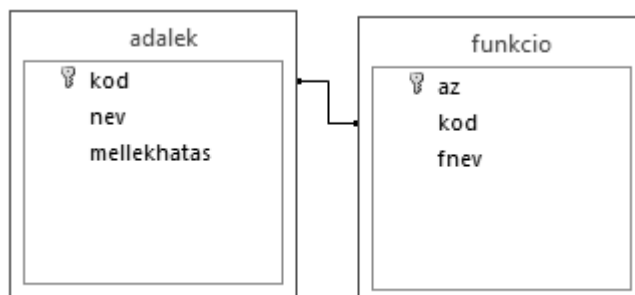 adalek
kod
nev
mellekhatas
funkcio
az
kod
fnev